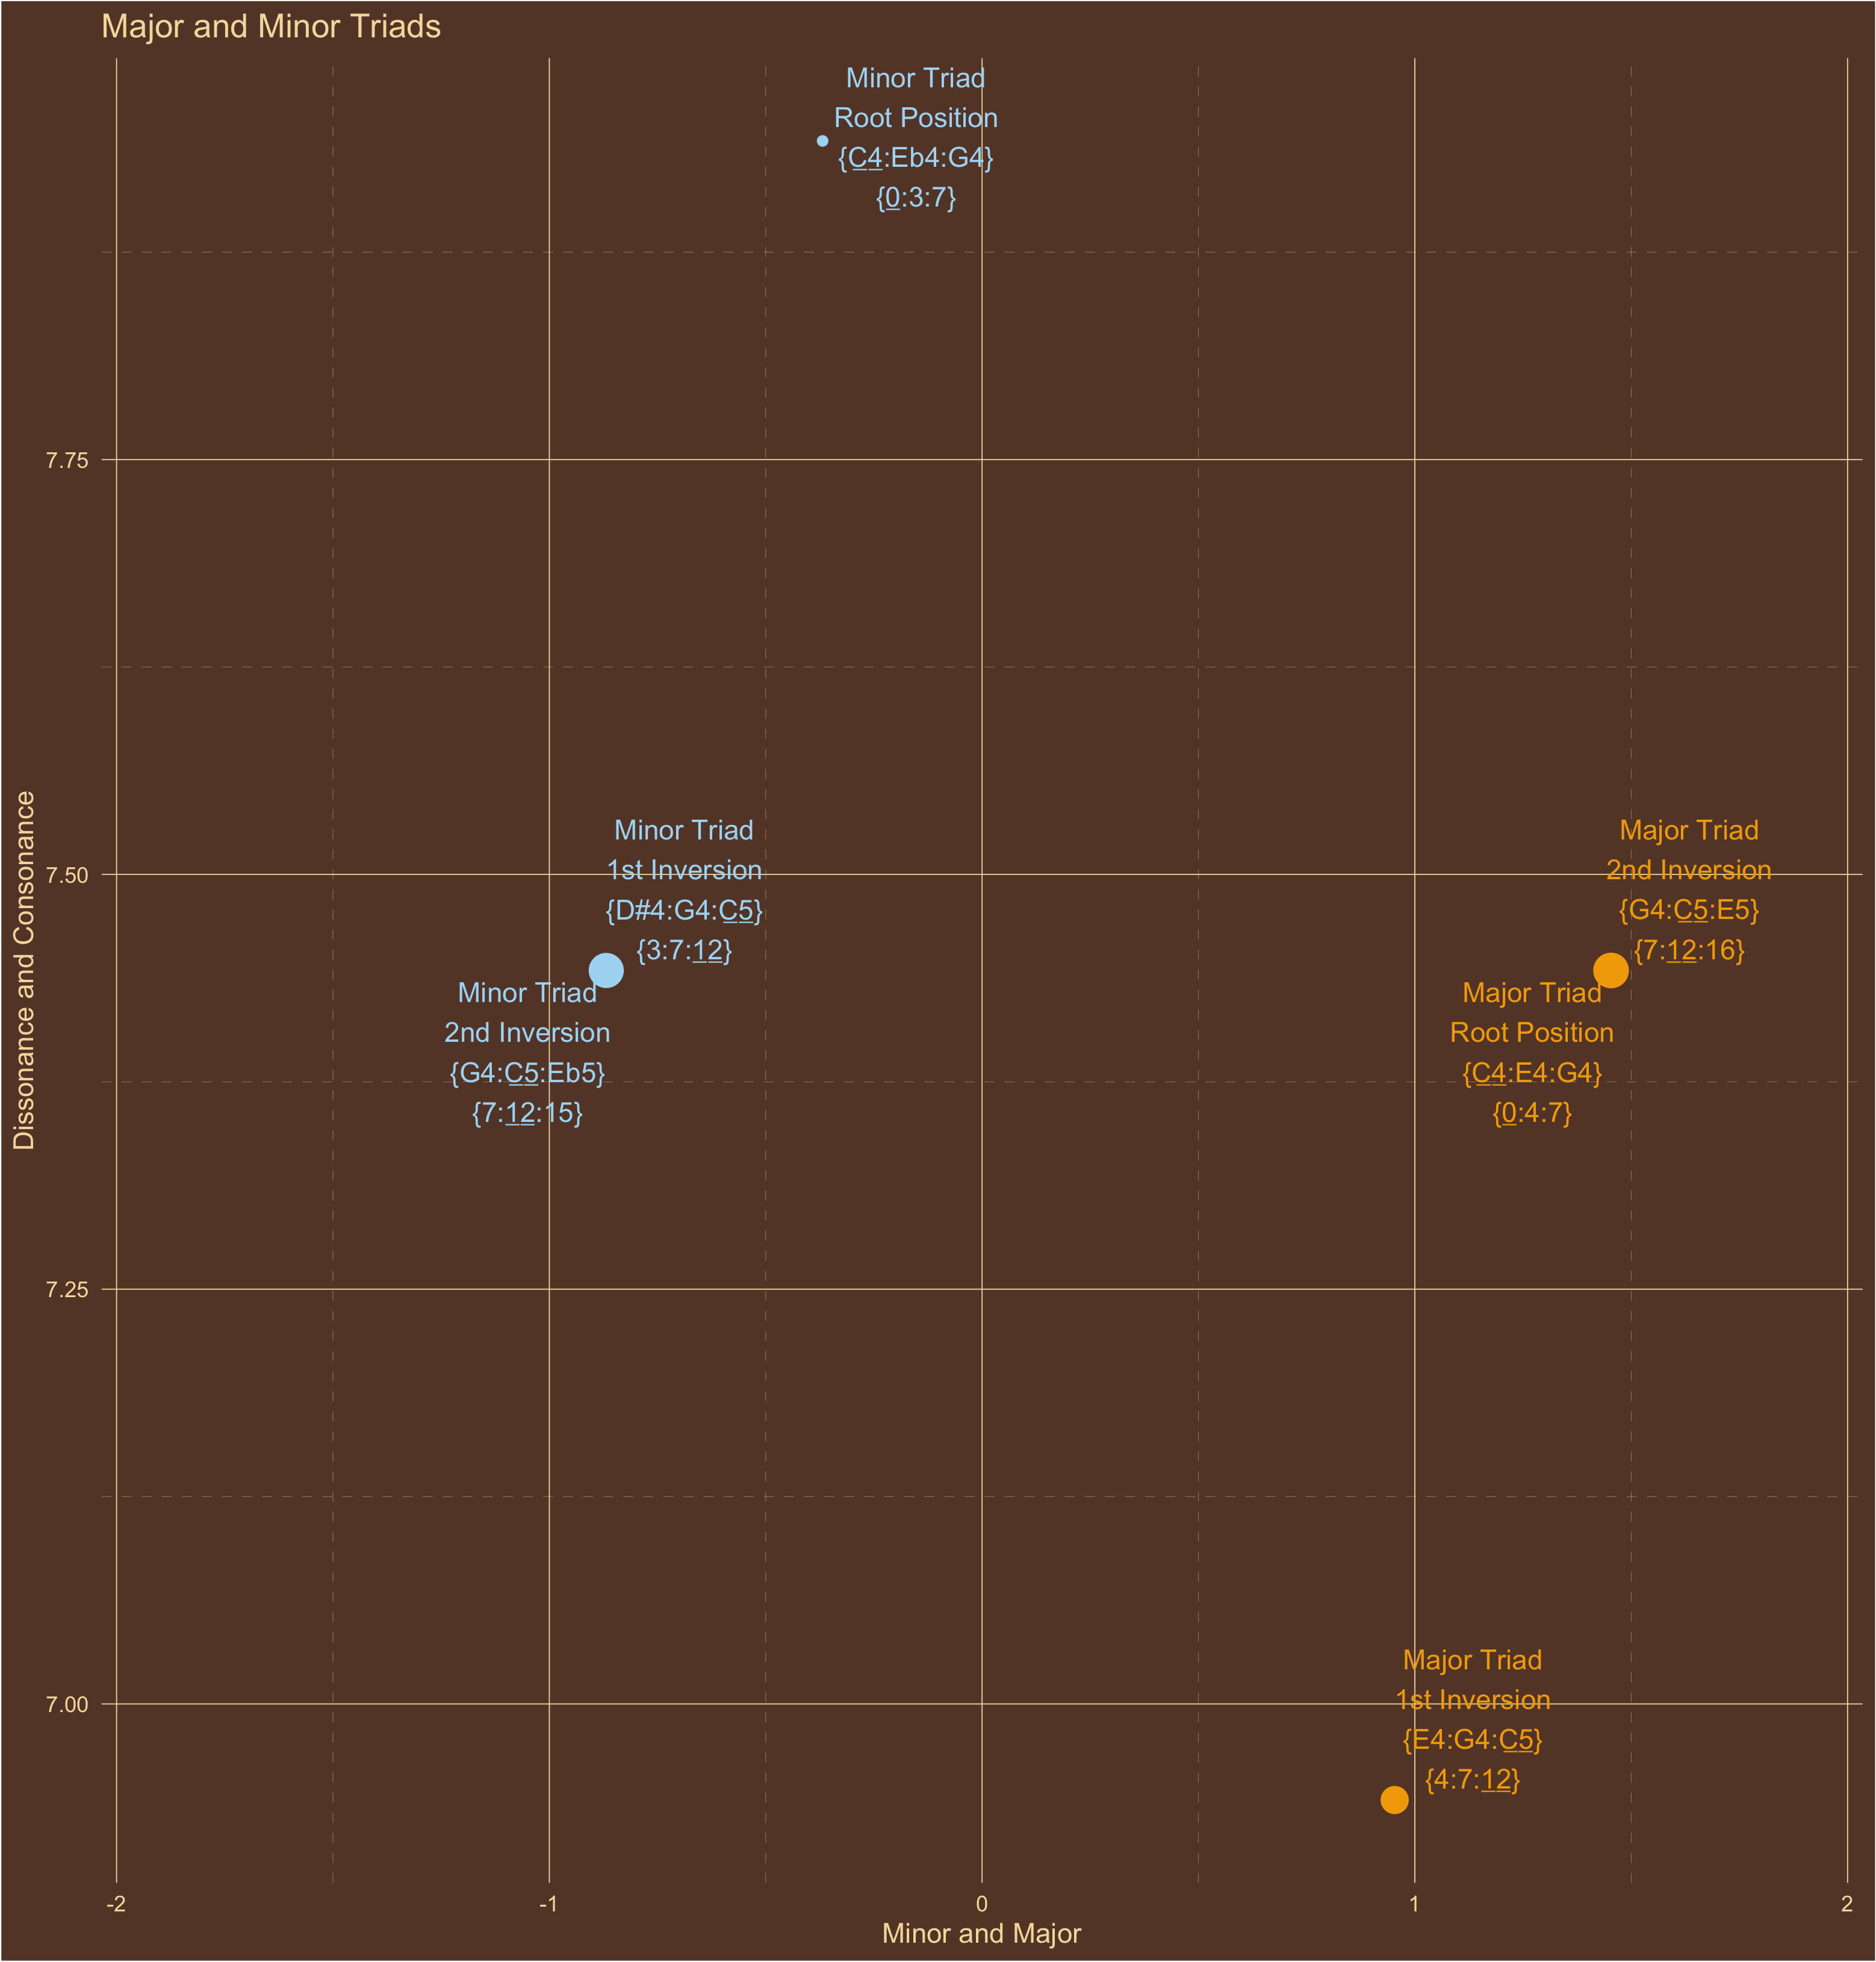 Major and Minor Triads
Minor Triad
Root Position
{C4:Eb4:G4}
{0:3:7}
7.75
Minor Triad
1st Inversion
{D#4:G4:C5}
{3:7:12}
Major Triad
2nd Inversion
{G4:C5:E5}
{7:12:16}
7.50
Minor Triad
2nd Inversion
{G4:C5:Eb5}
{7:12:15}
Major Triad
Root Position
{C4:E4:G4}
{0:4:7}
Dissonance and Consonance
7.25
Major Triad
1st Inversion
{E4:G4:C5}
{4:7:12}
7.00
-2
-1
0
1
2
Minor and Major